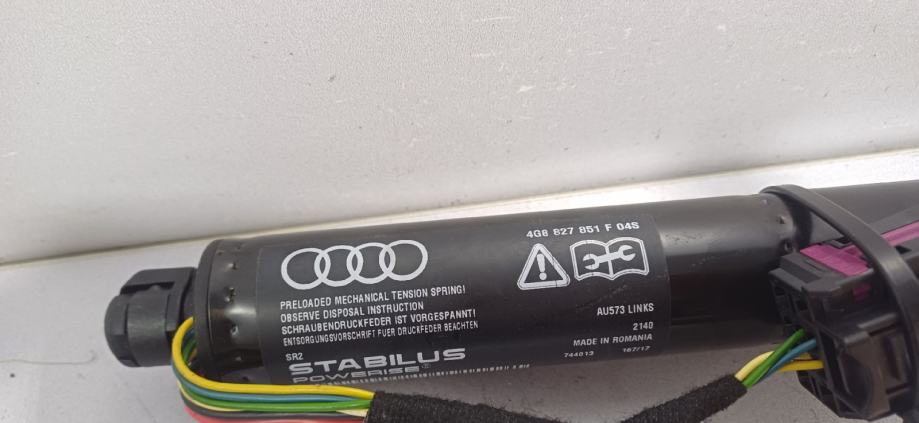 4G8 827 851 F 04S
PRELOADED MECHANICAL TENSION SPRING!
OBSERVE DISPOSAL INSTRUCTION
SCHRAUBENDRUCKFEDER IST VORGESPANNT!
ENTSORGUNGSVORSCHRIFT FUER DRUCKFEDER BEACHTEN
AU573 LINKS
2140
MADE IN ROMANIA
744013 167/17
SR2
STABILUS
POWERISE®